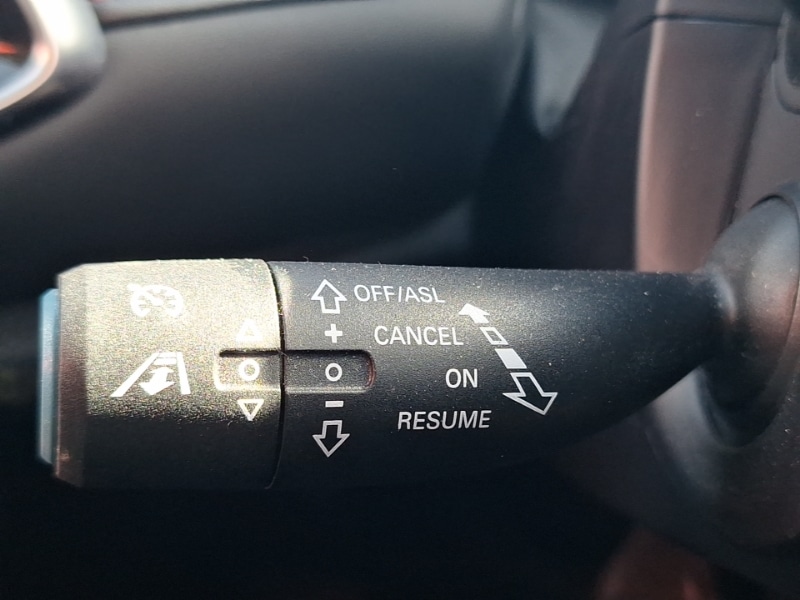 OFF/ASL
+
CANCEL
ON
−
RESUME